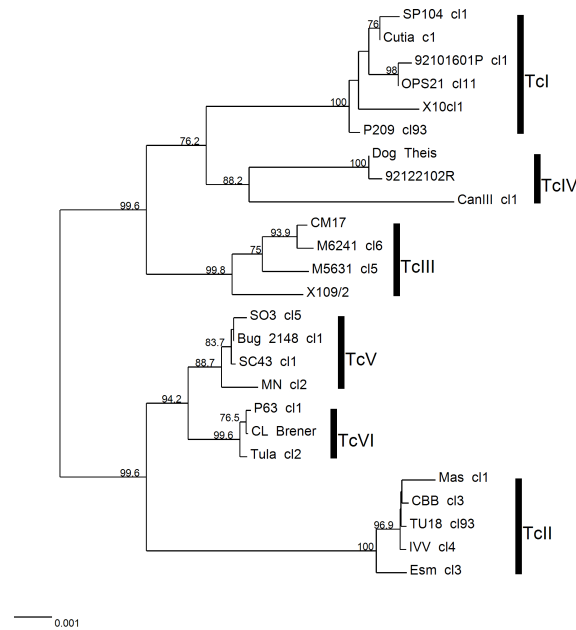 SP104 cl1
76
Cutia c1
92101601P cl1
98
OPS21 cl11
TcI
100
X10cl1
P209 cl93
76.2
Dog Theis
100
92122102R
88.2
TcIV
CanIII cl1
99.6
CM17
93.9
M6241 cl6
75
TcIII
M5631 cl5
99.8
X109/2
SO3 cl5
83.7
Bug 2148 cl1
TcV
88.7
SC43 cl1
MN cl2
94.2
P63 cl1
76.5
CL Brener
TcVI
99.6
Tula cl2
99.6
Mas cl1
CBB cl3
96.9
TU18 cl93
TcII
100
IVV cl4
Esm cl3
0.001